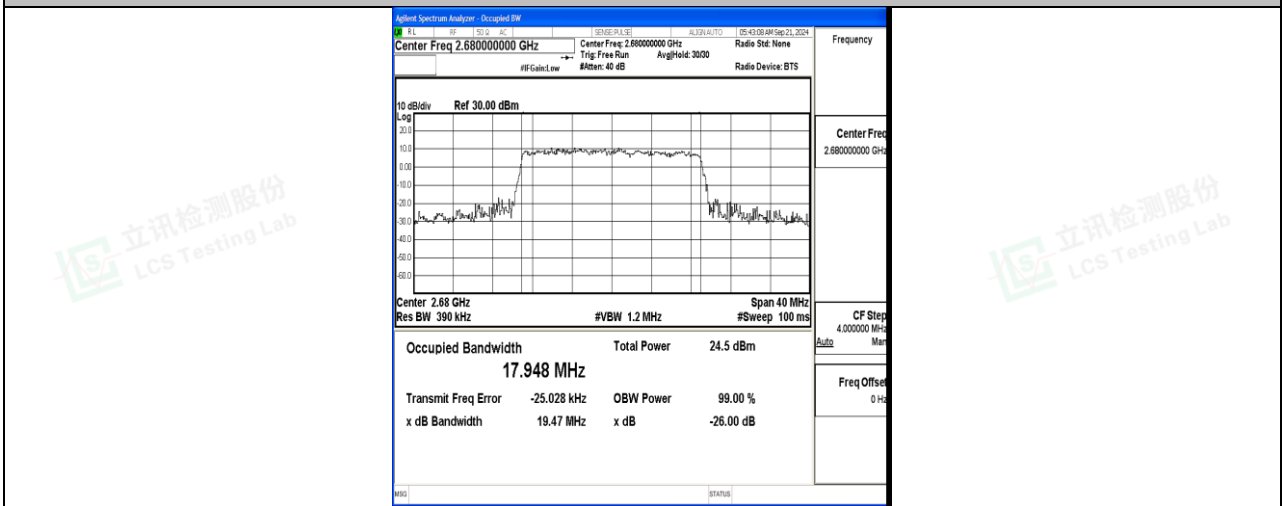 Agilent Spectrum Analyzer - Occupied BW
RL RF 50 Ω AC SENSE:PULSE ALIGN AUTO 05:43:08 AM Sep 21, 2024
Center Freq 2.680000000 GHz
Center Freq: 2.680000000 GHz
Radio Std: None
Trig: Free Run Avg|Hold: 30/30
#IFGain:Low
#Atten: 40 dB
Radio Device: BTS
10 dB/div Ref 30.00 dBm
Log
20.0
10.0
0.00
-10.0
-20.0
-30.0
-40.0
-50.0
-60.0
Center 2.68 GHz
Span 40 MHz
Res BW 390 kHz
#VBW 1.2 MHz
#Sweep 100 ms
Occupied Bandwidth
Total Power 24.5 dBm
17.948 MHz
Transmit Freq Error -25.028 kHz
OBW Power 99.00 %
x dB Bandwidth 19.47 MHz
x dB -26.00 dB
MSG
STATUS
Frequency
Center Freq
2.680000000 GHz
CF Step
4.000000 MHz
Auto Man
Freq Offset
0 Hz
立讯检测股份
LCS Testing Lab
立讯检测股份
LCS Testing Lab